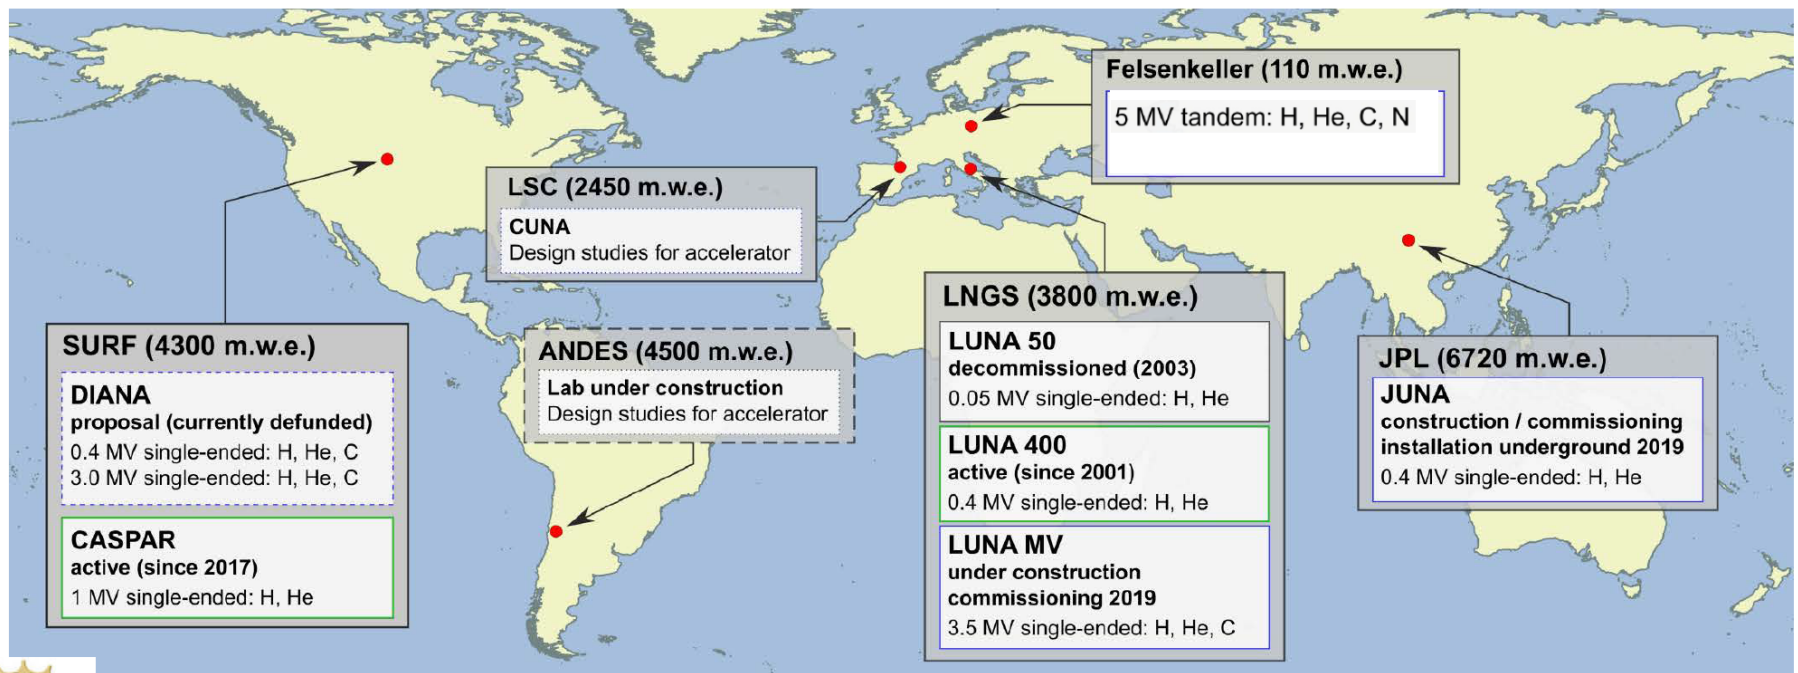 Felsenkeller (110 m.w.e.)
5 MV tandem: H, He, C, N
LSC (2450 m.w.e.)
CUNA
Design studies for accelerator
LNGS (3800 m.w.e.)
LUNA 50
decommissioned (2003)
0.05 MV single-ended: H, He
LUNA 400
active (since 2001)
0.4 MV single-ended: H, He
LUNA MV
under construction
commissioning 2019
3.5 MV single-ended: H, He, C
SURF (4300 m.w.e.)
DIANA
proposal (currently defunded)
0.4 MV single-ended: H, He, C
3.0 MV single-ended: H, He, C
CASPAR
active (since 2017)
1 MV single-ended: H, He
ANDES (4500 m.w.e.)
Lab under construction
Design studies for accelerator
JPL (6720 m.w.e.)
JUNA
construction / commissioning
installation underground 2019
0.4 MV single-ended: H, He